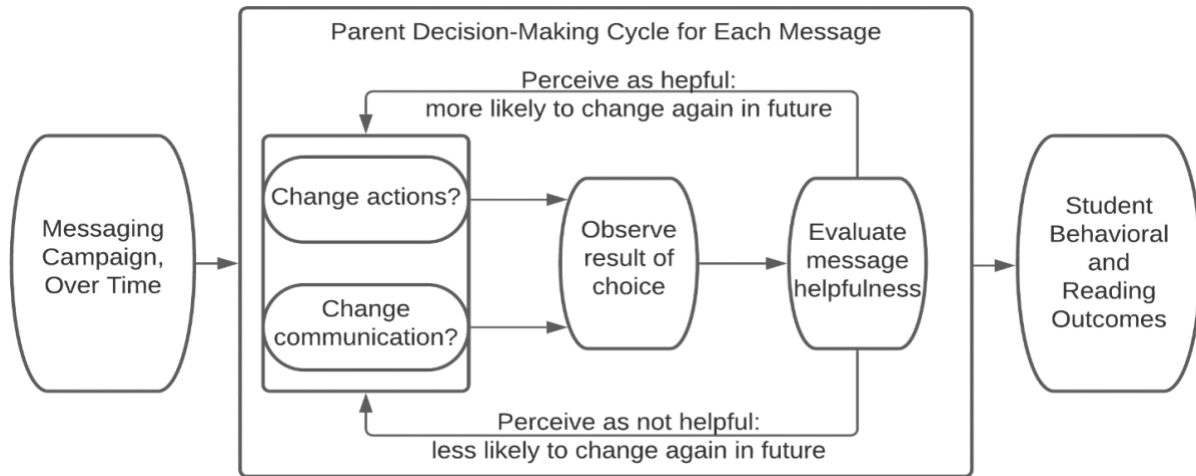 Parent Decision-Making Cycle for Each Message
Perceive as hepful:
more likely to change again in future
Messaging
Campaign,
Over Time
Change actions?
Change
communication?
Observe
result of
choice
Evaluate
message
helpfulness
Student
Behavioral
and
Reading
Outcomes
Perceive as not helpful:
less likely to change again in future